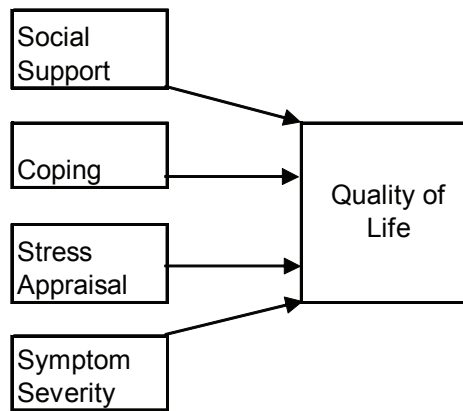 Social
Support
Coping
Stress
Appraisal
Symptom
Severity
Quality of
Life